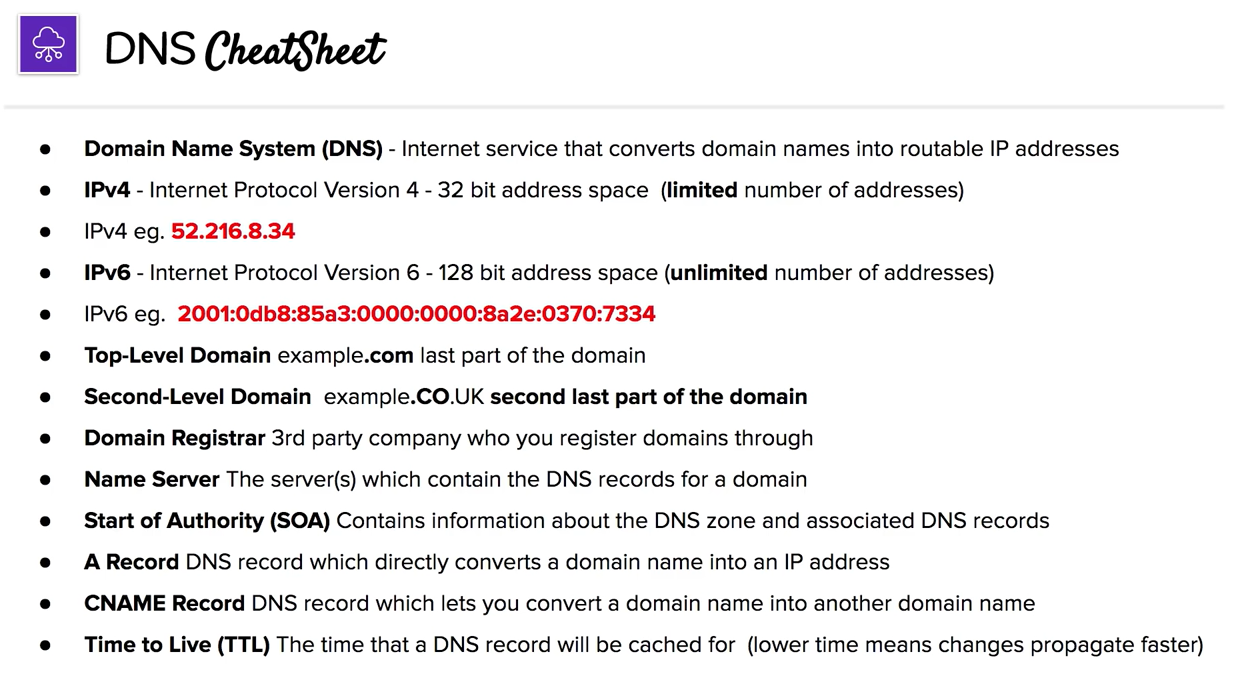 DNS CheatSheet
● Domain Name System (DNS) - Internet service that converts domain names into routable IP addresses
● IPv4 - Internet Protocol Version 4 - 32 bit address space  (limited number of addresses)
● IPv4 eg. 52.216.8.34
● IPv6 - Internet Protocol Version 6 - 128 bit address space (unlimited number of addresses)
● IPv6 eg.  2001:0db8:85a3:0000:0000:8a2e:0370:7334
● Top-Level Domain example.com last part of the domain
● Second-Level Domain  example.CO.UK second last part of the domain
● Domain Registrar 3rd party company who you register domains through
● Name Server The server(s) which contain the DNS records for a domain
● Start of Authority (SOA) Contains information about the DNS zone and associated DNS records
● A Record DNS record which directly converts a domain name into an IP address
● CNAME Record DNS record which lets you convert a domain name into another domain name
● Time to Live (TTL) The time that a DNS record will be cached for  (lower time means changes propagate faster)